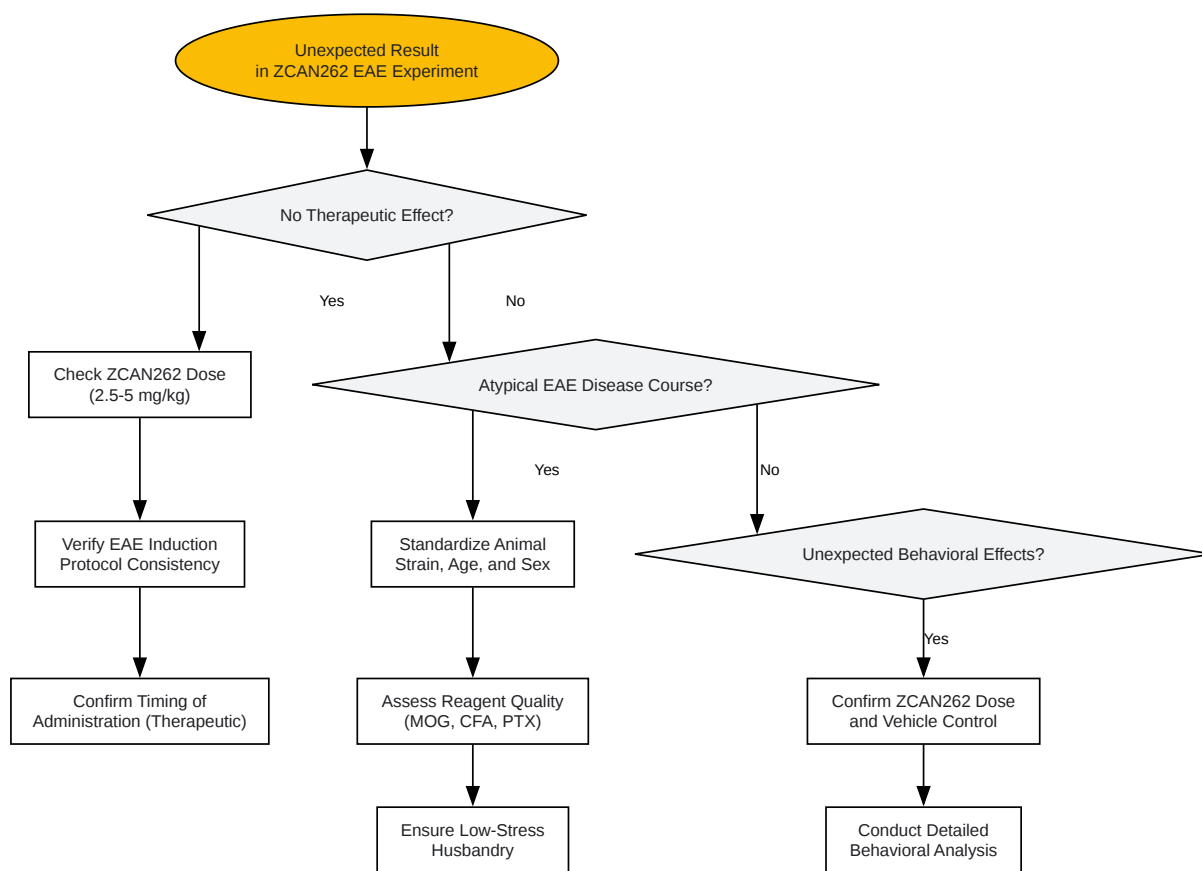 Unexpected Result
in ZCAN262 EAE Experiment
No Therapeutic Effect?
Yes
No
Check ZCAN262 Dose
(2.5-5 mg/kg)
Atypical EAE Disease Course?
Yes
No
Verify EAE Induction
Protocol Consistency
Standardize Animal
Strain, Age, and Sex
Unexpected Behavioral Effects?
Yes
Confirm Timing of
Administration (Therapeutic)
Assess Reagent Quality
(MOG, CFA, PTX)
Confirm ZCAN262 Dose
and Vehicle Control
Ensure Low-Stress
Husbandry
Conduct Detailed
Behavioral Analysis